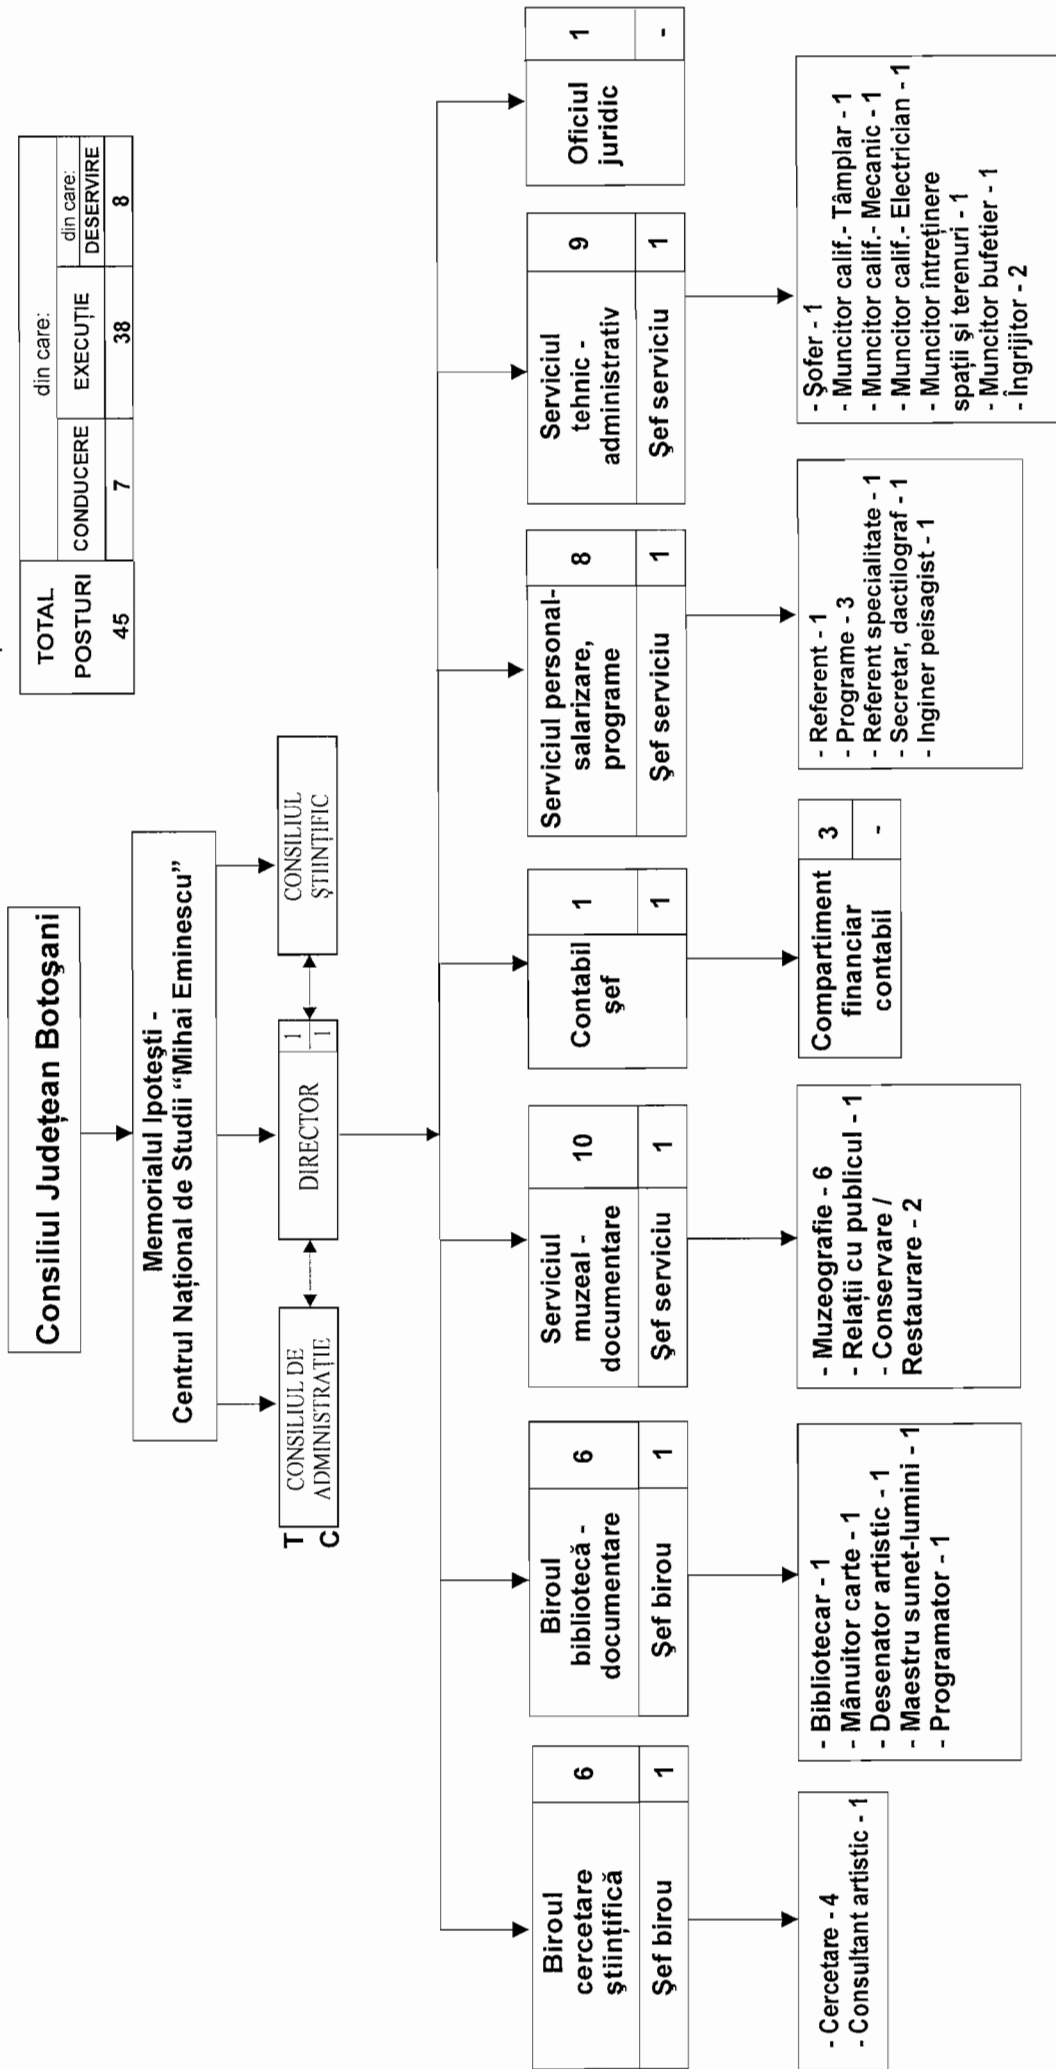 Consiliul Județean Botoșani
TOTAL
POSTURI
45
din care:
CONDUCERE
7
EXECUȚIE
38
din care:
DESERVIRE
8
Memorialul Ipotești -
Centrul Național de Studii “Mihai Eminescu”
T
C
CONSILIUL DE
ADMINISTRAȚIE
DIRECTOR
1
1
CONSILIUL
ȘTIINȚIFIC
Biroul
cercetare
științifică
6
Șef birou
1
Biroul
bibliotecă -
documentare
6
Șef birou
1
Serviciul
muzeal -
documentare
10
Șef serviciu
1
Contabil
șef
1
1
Serviciul personal-
salarizare,
programe
8
Șef serviciu
1
Serviciul
tehnic -
administrativ
9
Șef serviciu
1
Oficiul
juridic
1
-
- Cercetare - 4
- Consultant artistic - 1
- Bibliotecar - 1
- Mânuitor carte - 1
- Desenator artistic - 1
- Maestru sunet-lumini - 1
- Programator - 1
- Muzeografie - 6
- Relații cu publicul - 1
- Conservare /
Restaurare - 2
Compartiment
financiar
contabil
3
-
- Referent - 1
- Programe - 3
- Referent specialitate - 1
- Secretar, dactilograf - 1
- Inginer peisagist - 1
- Șofer - 1
- Muncitor calif.- Tâmplar - 1
- Muncitor calif.- Mecanic - 1
- Muncitor calif.- Electrician - 1
- Muncitor întreținere
spații și terenuri - 1
- Muncitor bufetier - 1
- Îngrijitor - 2